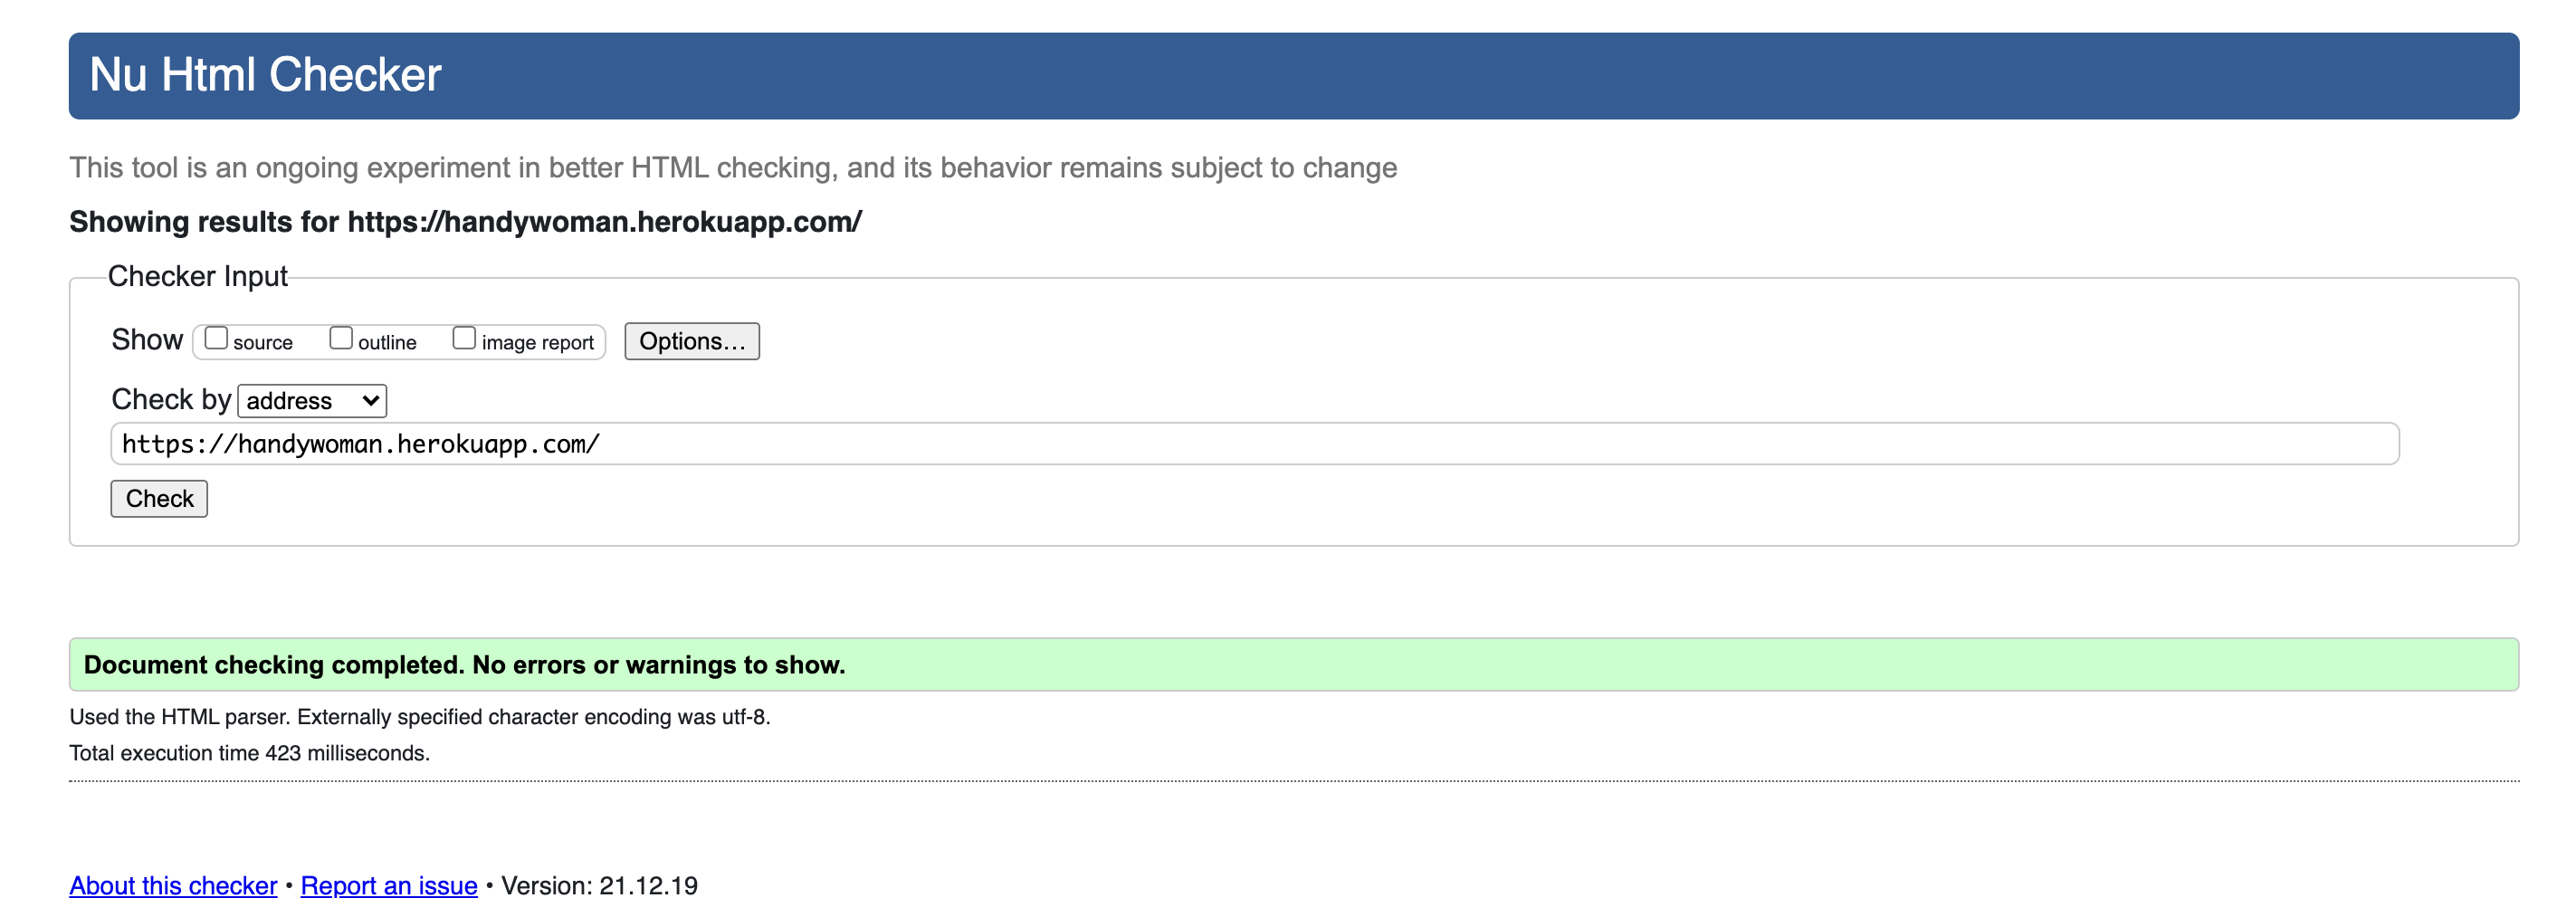 Nu Html Checker
This tool is an ongoing experiment in better HTML checking, and its behavior remains subject to change
Showing results for https://handywoman.herokuapp.com/
Checker Input
Show source outline image report Options...
Check by address
https://handywoman.herokuapp.com/
Check
Document checking completed. No errors or warnings to show.
Used the HTML parser. Externally specified character encoding was utf-8.
Total execution time 423 milliseconds.
About this checker • Report an issue • Version: 21.12.19